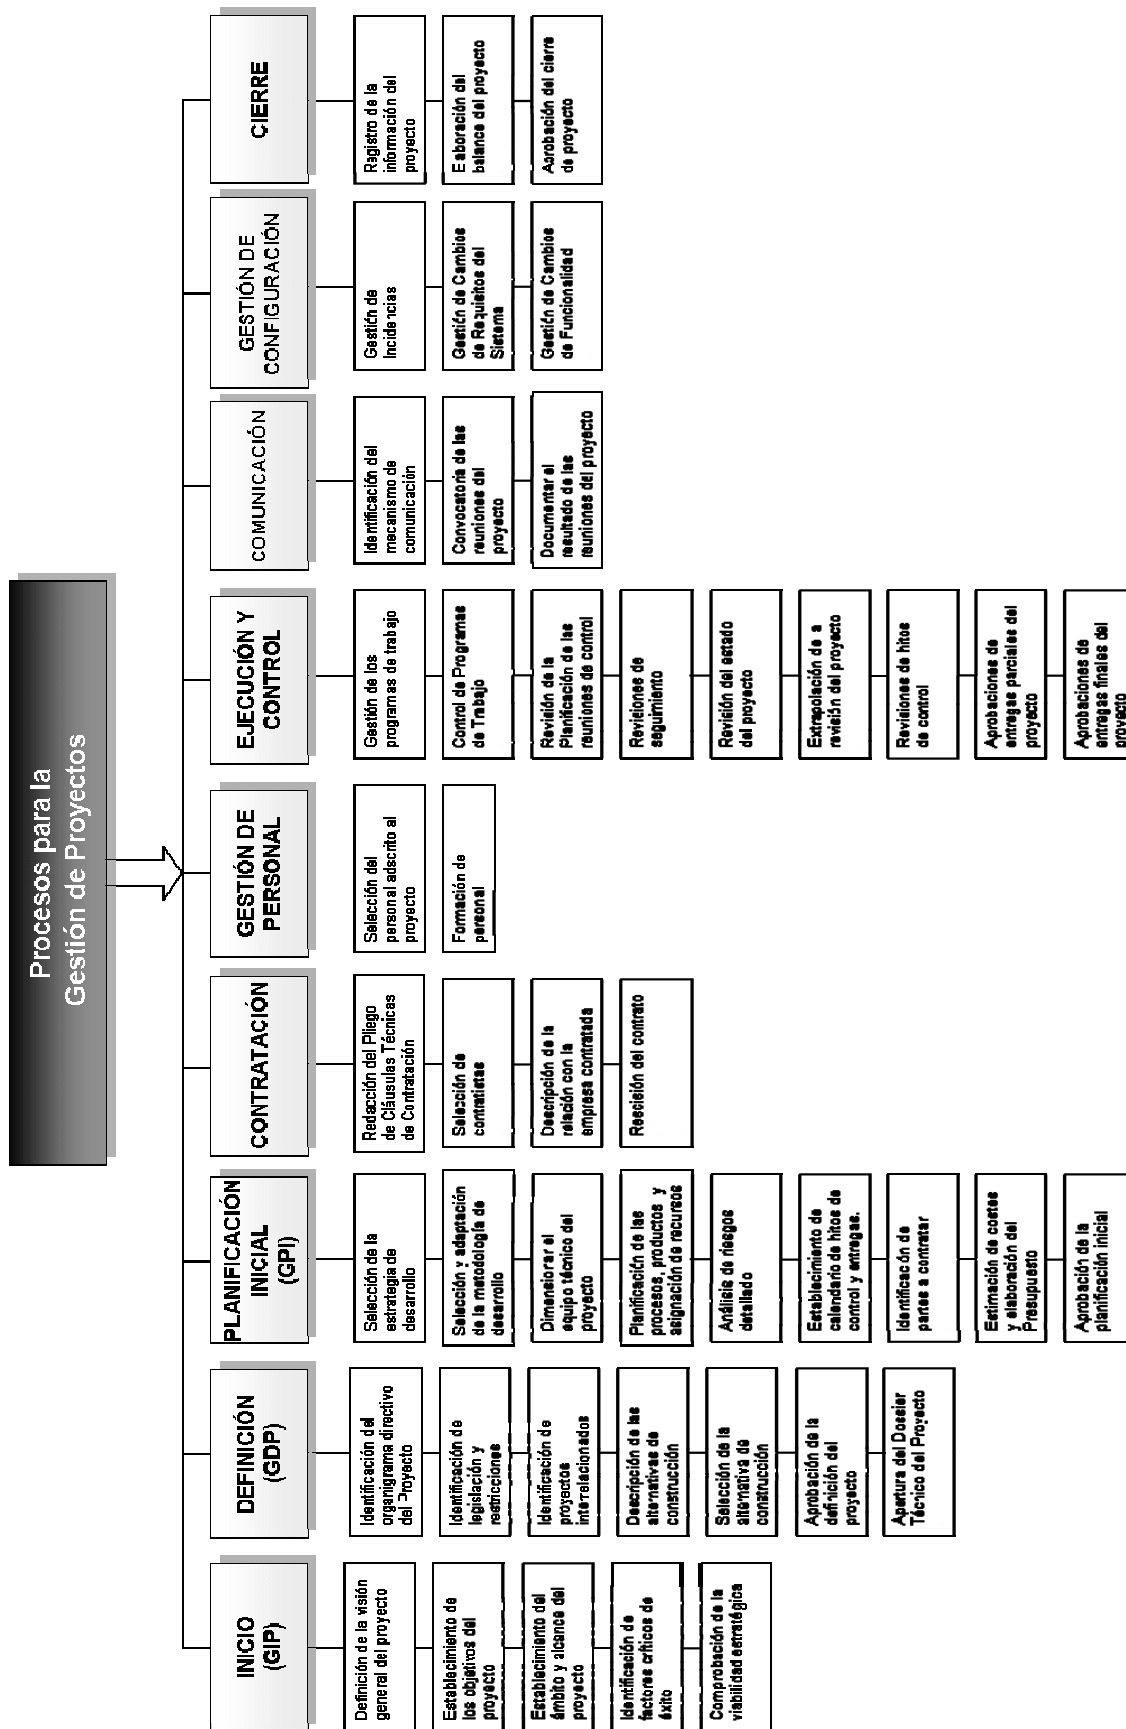 Procesos para la
Gestión de Proyectos
INICIO
(GIP)
Definición de la visión
general del proyecto
Establecimiento de
los objetivos del
proyecto
Establecimiento del
ámbito y alcance del
proyecto
Identificación de
factores críticos de
éxito
Comprobación de la
viabilidad estratégica
DEFINICIÓN
(GDP)
Identificación del
organigrama directivo
del Proyecto
Identificación de
legislación y
restricciones
Identificación de
proyectos
interrelacionados
Descripción de las
alternativas de
construcción
Selección de la
alternativa de
construcción
Aprobación de la
definición del
proyecto
Apertura del Dossier
Técnico del Proyecto
PLANIFICACIÓN
INICIAL
(GPI)
Selección de la
estrategia de
desarrollo
Selección y adaptación
de la metodología de
desarrollo
Dimensionar el
equipo técnico del
proyecto
Planificación de las
procesos, productos y
asignación de recursos
Análisis de riesgos
detallado
Establecimiento de
calendario de hitos de
control y entregas.
Identificación de
partes a contratar
Estimación de costes
y elaboración del
Presupuesto
Aprobación de la
planificación inicial
CONTRATACIÓN
Redacción del Pliego
de Cláusulas Técnicas
de Contratación
Selección de
contratistas
Descripción de la
relación con la
empresa contratada
Rescisión del contrato
GESTIÓN DE
PERSONAL
Selección del
personal adscrito al
proyecto
Formación de
personal
EJECUCIÓN Y
CONTROL
Gestión de los
programas de trabajo
Control de Programas
de Trabajo
Revisión de la
Planificación de las
reuniones de control
Revisiones de
seguimiento
Revisión del estado
del proyecto
Extrapolación de a
revisión del proyecto
Revisiones de hitos
de control
Aprobaciones de
entregas parciales del
proyecto
Aprobaciones de
entregas finales del
proyecto
COMUNICACIÓN
Identificación del
mecanismo de
comunicación
Convocatoria de las
reuniones del
proyecto
Documentar el
resultado de las
reuniones del proyecto
GESTIÓN DE
CONFIGURACIÓN
Gestión de
Incidencias
Gestión de Cambios
de Requisitos del
Sistema
Gestión de Cambios
de Funcionalidad
CIERRE
Registro de la
información del
proyecto
Elaboración del
balance del proyecto
Aprobación del cierre
de proyecto